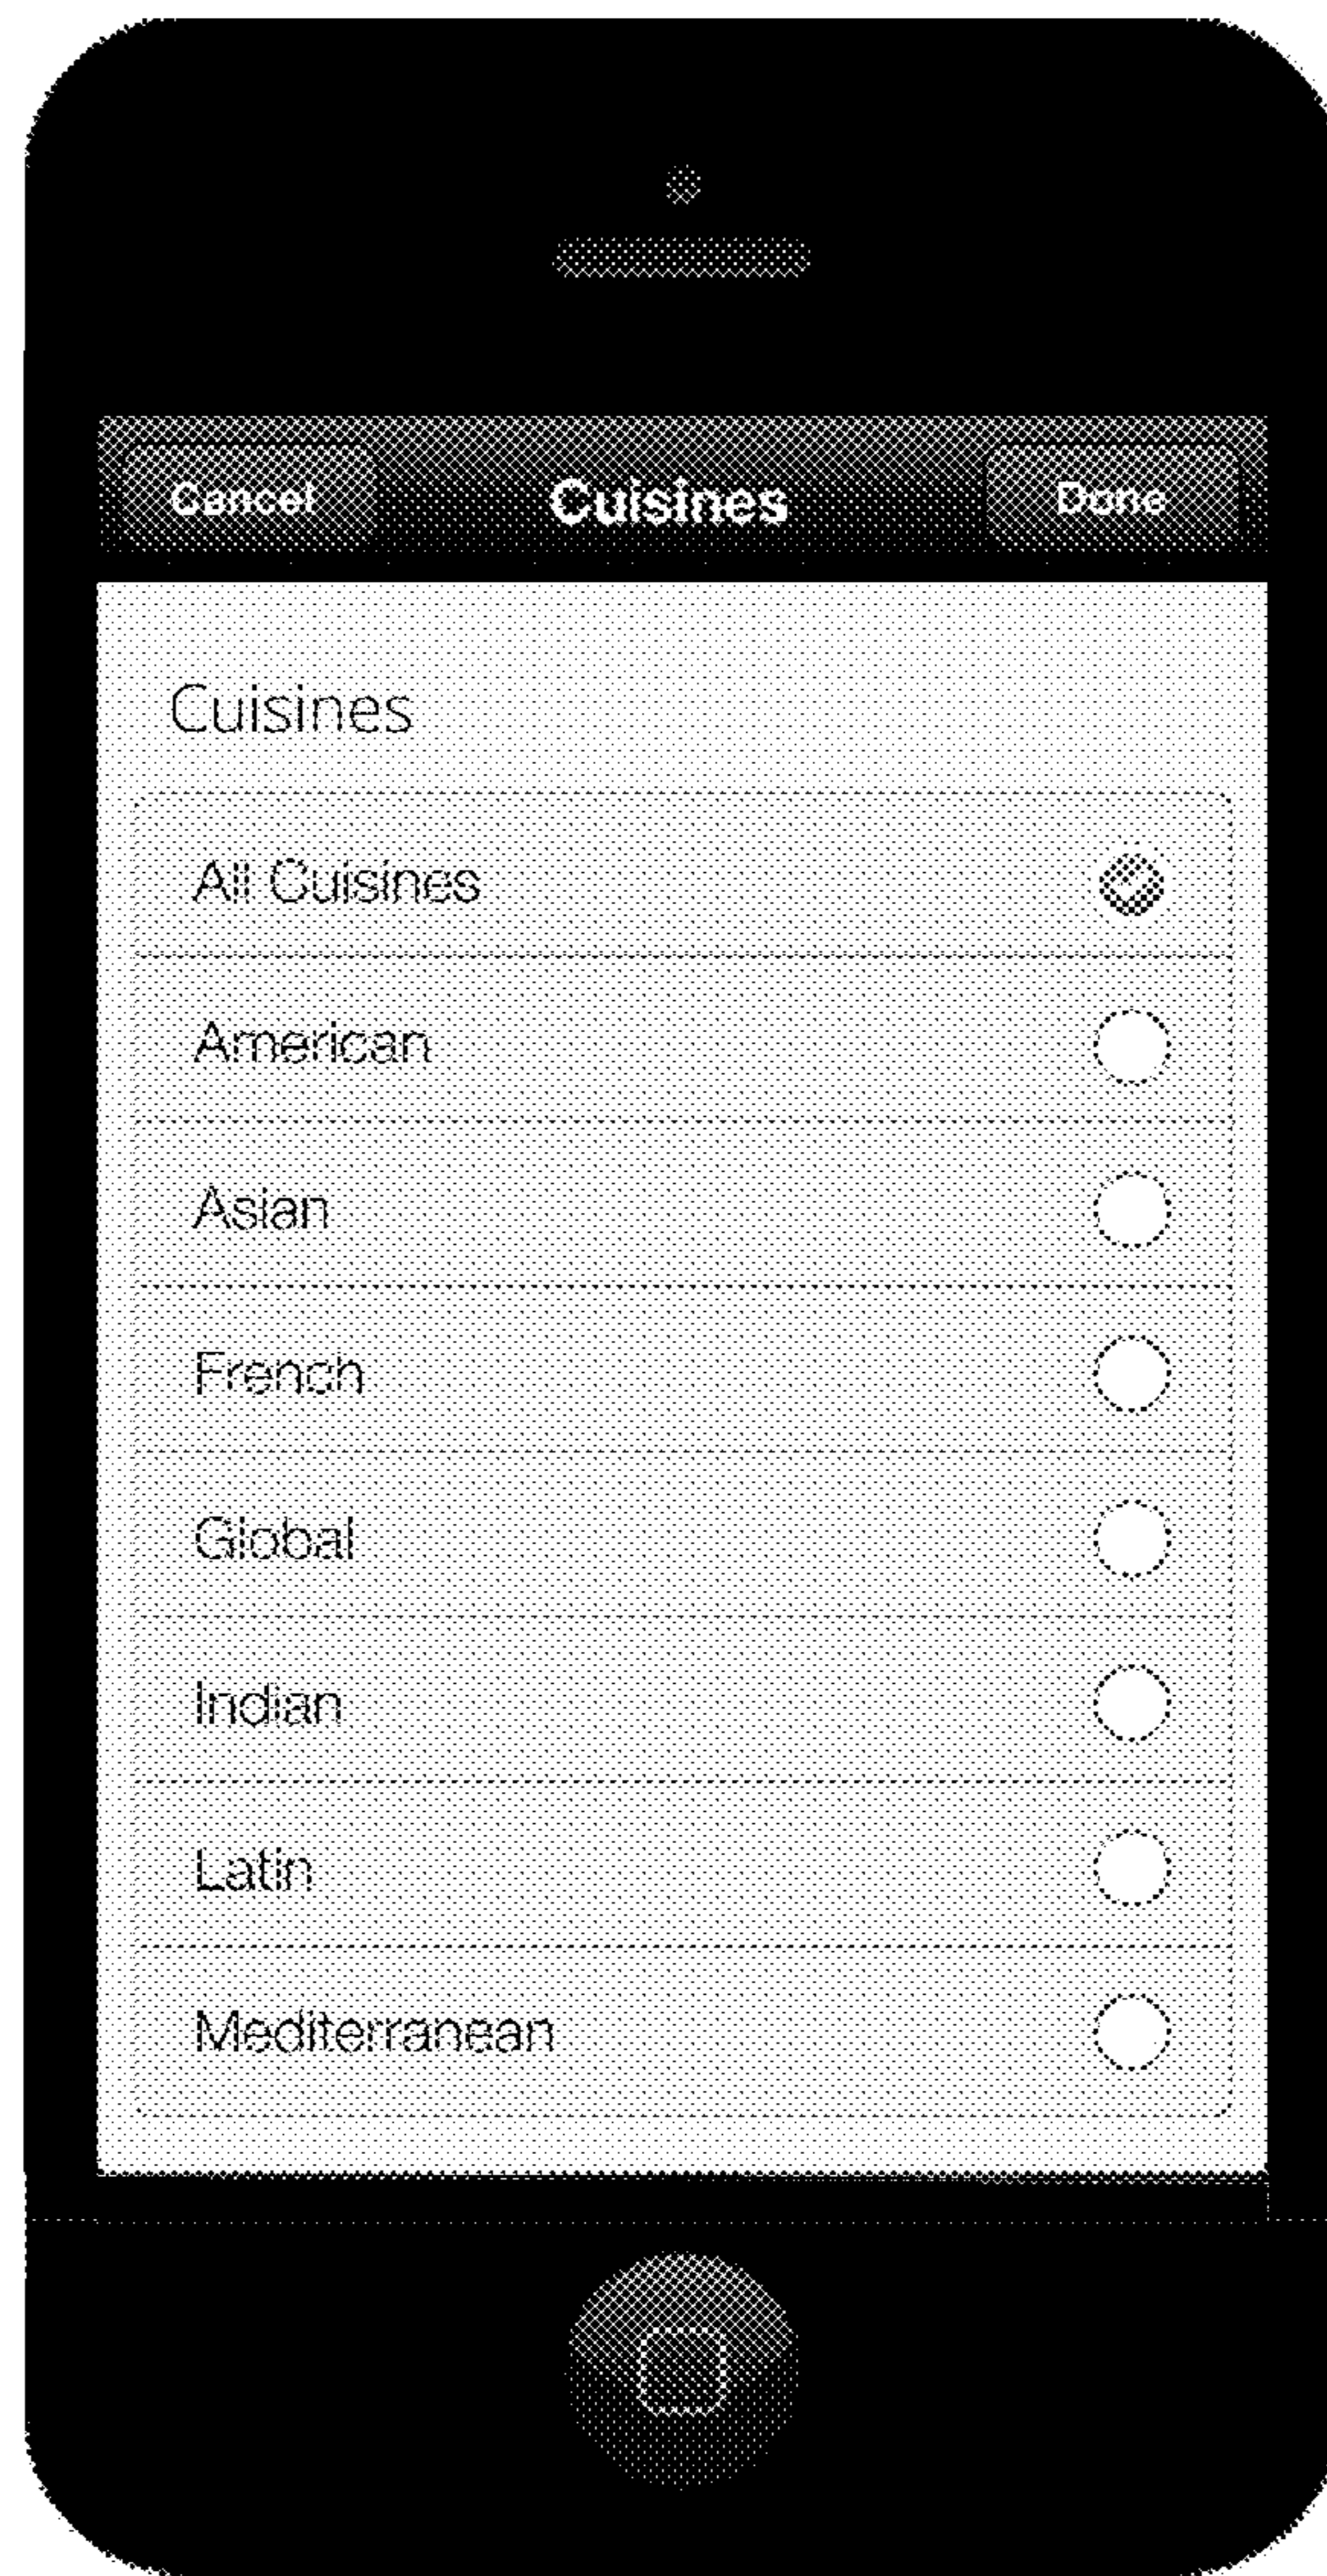 Cancel Cuisines Done
Cuisines
All Cuisines
American
Asian
French
Global
Indian
Latin
Mediterranean